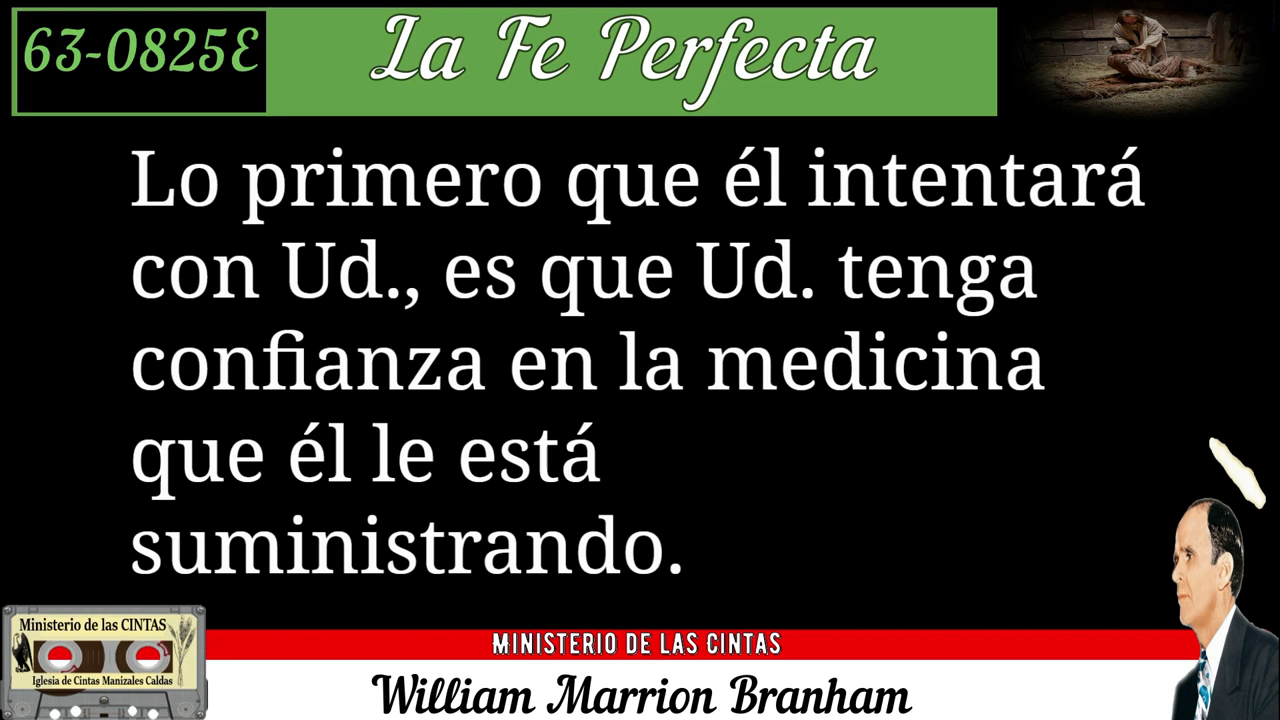 63-0825E
La Fe Perfecta
Lo primero que él intentará
con Ud., es que Ud. tenga
confianza en la medicina
que él le está
suministrando.
Ministerio de las CINTAS
Iglesia de Cintas Manizales Caldas
MINISTERIO DE LAS CINTAS
William Marrion Branham